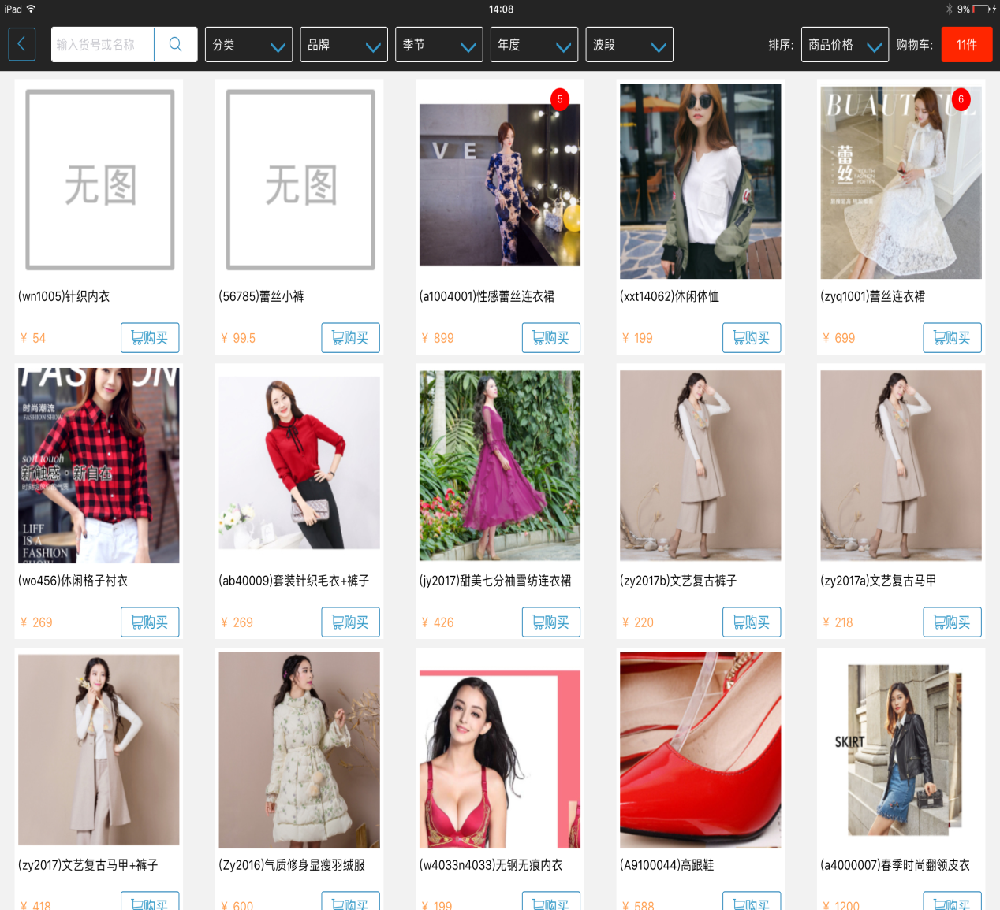 iPad
14:08
9%
输入货号或名称
分类
品牌
季节
年度
波段
排序:
商品价格
购物车:
11件
无图
无图
5
V E
6
BUAUTIFUL
蕾丝
YOUTH
FASHION
POETRY
(wn1005)针织内衣
(56785)蕾丝小裤
(a1004001)性感蕾丝连衣裙
(xxt14062)休闲体恤
(zyq1001)蕾丝连衣裙
¥ 54
购买
¥ 99.5
购买
¥ 899
购买
¥ 199
购买
¥ 699
购买
FASHION
时尚潮流
FASHION SHOW
soft touoh
新触感。新自在
LIFF
IS A
FASHION
SHOW
(wo456)休闲格子衬衣
(ab40009)套装针织毛衣+裤子
(jy2017)甜美七分袖雪纺连衣裙
(zy2017b)文艺复古裤子
(zy2017a)文艺复古马甲
¥ 269
购买
¥ 269
购买
¥ 426
购买
¥ 220
购买
¥ 218
购买
SKIRT
(zy2017)文艺复古马甲+裤子
(Zy2016)气质修身显瘦羽绒服
(w4033n4033)无钢无痕内衣
(A9100044)高跟鞋
(a4000007)春季时尚翻领皮衣
¥ 418
购买
¥ 600
购买
¥ 199
购买
¥ 588
购买
¥ 1200
购买